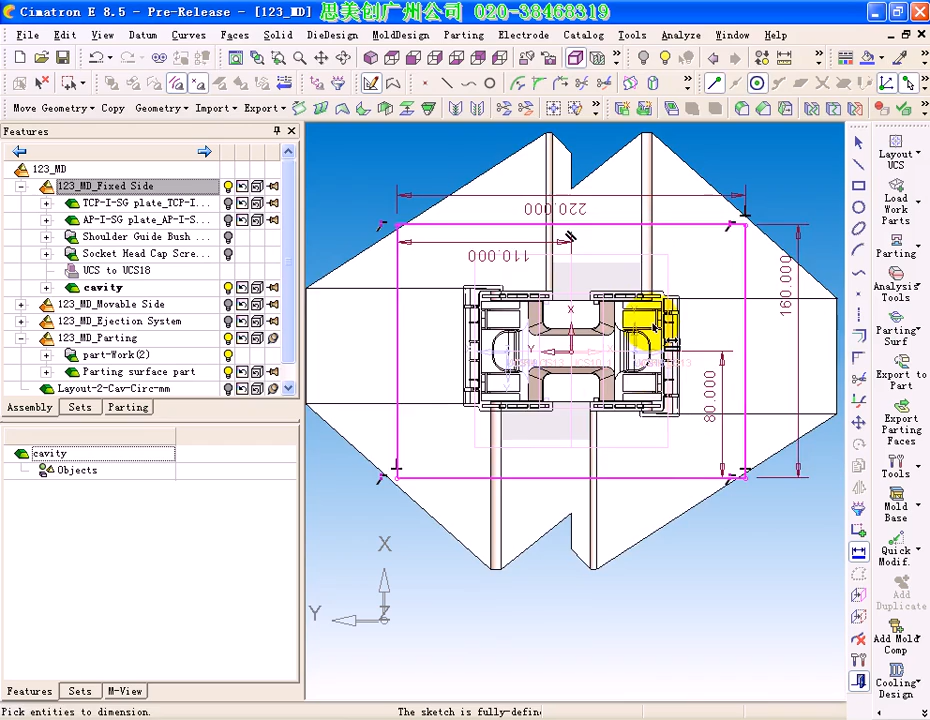 Cimatron E 8.5 - Pre-Release - [123_MD] 思美创广州公司 020-38468319
File Edit View Datum Curves Faces Solid DieDesign MoldDesign Parting Electrode Catalog Tools Analyze Window Help
Move Geometry Copy Geometry Import Export
Features
123_MD
123_MD_Fixed Side
TCP-I-SG plate_TCP-I...
AP-I-SG plate_AP-I-S...
Shoulder Guide Bush ...
Socket Head Cap Scre...
UCS to UCS18
cavity
123_MD_Movable Side
123_MD_Ejection System
123_MD_Parting
part-Work(2)
Parting surface part
Layout-2-Cav-Circ-mm
Assembly Sets Parting
cavity
Objects
Features Sets M-View
220.000
110.000
160.000
80.000
X
Y
X
Y
Z
Layout UCS
Load Work Parts
Parting
Analysis Tools
Parting Surf
Export to Part
Export Parting Faces
Tools
Mold Base
Quick Modif.
Add Duplicate
Add Mold Comp
Cooling Design
Pick entities to dimension. The sketch is fully-defin